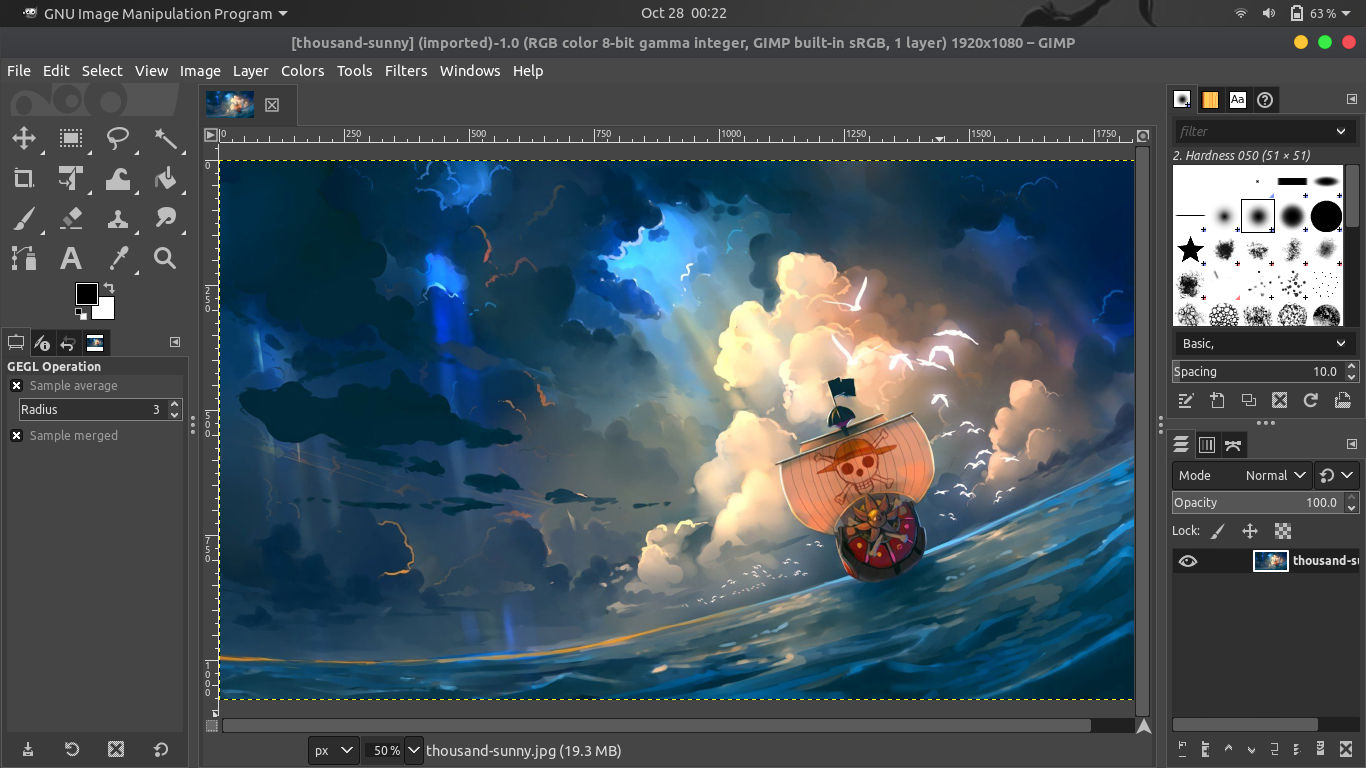 GNU Image Manipulation Program
Oct 28 00:22
63 %
[thousand-sunny] (imported)-1.0 (RGB color 8-bit gamma integer, GIMP built-in sRGB, 1 layer) 1920x1080 – GIMP
File Edit Select View Image Layer Colors Tools Filters Windows Help
0 250 500 750 1000 1250 1500 1750
0
250
500
750
1000
GEGL Operation
Sample average
Radius 3
Sample merged
px 50 % thousand-sunny.jpg (19.3 MB)
Aa
filter
2. Hardness 050 (51 × 51)
Basic,
Spacing 10.0
Mode Normal
Opacity 100.0
Lock:
thousand-su